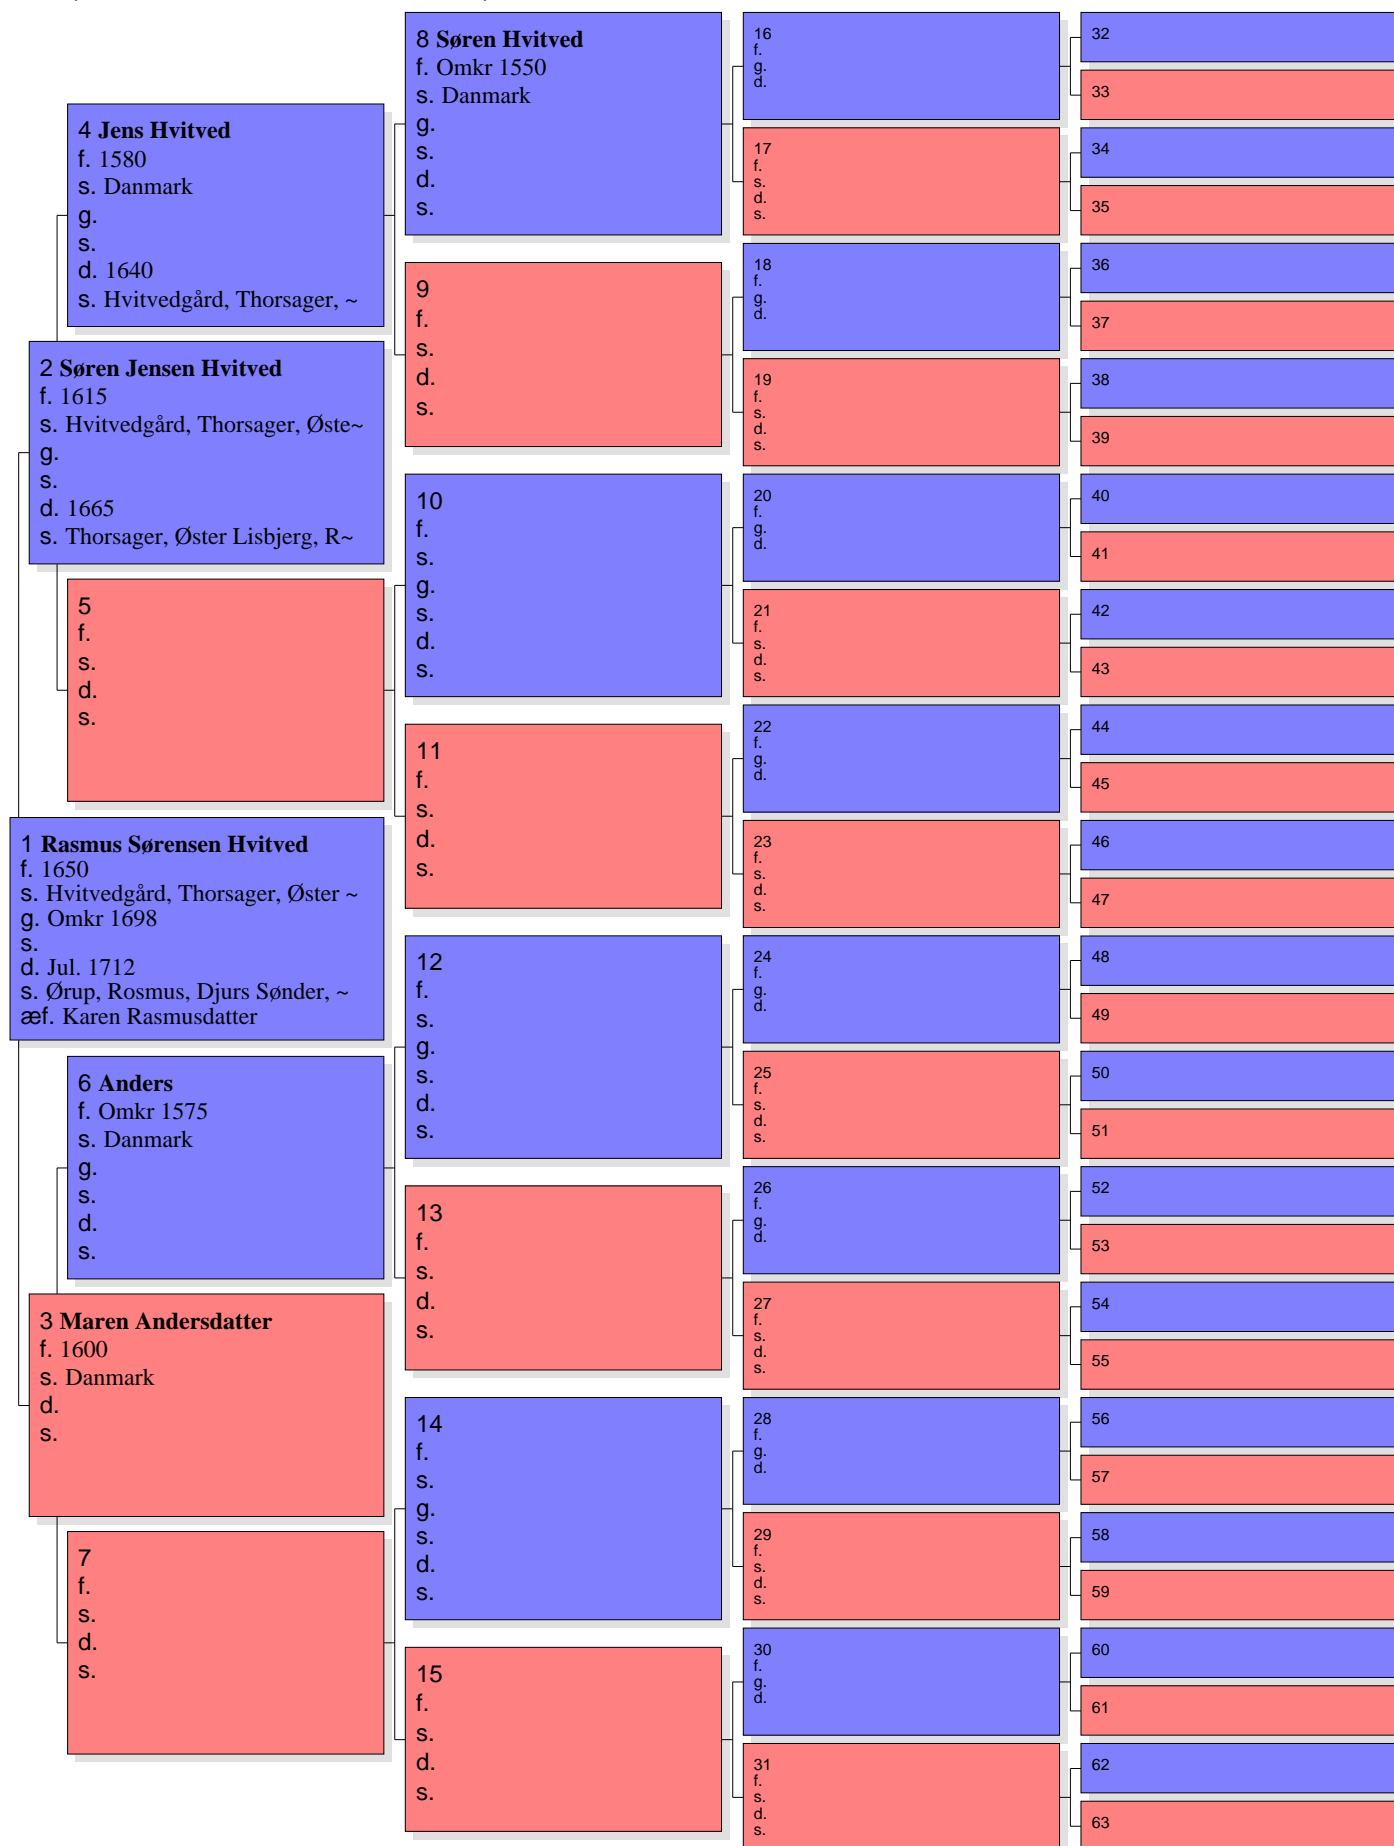 8 Søren Hvitved
f. Omkr 1550
s. Danmark
g.
s.
d.
s.
4 Jens Hvitved
f. 1580
s. Danmark
g.
s.
d. 1640
s. Hvitvedgård, Thorsager, ~
9
f.
s.
d.
s.
2 Søren Jensen Hvitved
f. 1615
s. Hvitvedgård, Thorsager, Øste~
g.
s.
d. 1665
s. Thorsager, Øster Lisbjerg, R~
10
f.
s.
g.
s.
d.
s.
5
f.
s.
d.
s.
11
f.
s.
d.
s.
1 Rasmus Sørensen Hvitved
f. 1650
s. Hvitvedgård, Thorsager, Øster ~
g. Omkr 1698
s.
d. Jul. 1712
s. Ørup, Rosmus, Djurs Sønder, ~
æf. Karen Rasmusdatter
12
f.
s.
g.
s.
d.
s.
6 Anders
f. Omkr 1575
s. Danmark
g.
s.
d.
s.
13
f.
s.
d.
s.
3 Maren Andersdatter
f. 1600
s. Danmark
d.
s.
14
f.
s.
g.
s.
d.
s.
7
f.
s.
d.
s.
15
f.
s.
d.
s.
16
f.
g.
d.
17
f.
s.
d.
s.
18
f.
g.
d.
19
f.
s.
d.
s.
20
f.
g.
d.
21
f.
s.
d.
s.
22
f.
g.
d.
23
f.
s.
d.
s.
24
f.
g.
d.
25
f.
s.
d.
s.
26
f.
g.
d.
27
f.
s.
d.
s.
28
f.
g.
d.
29
f.
s.
d.
s.
30
f.
g.
d.
31
f.
s.
d.
s.
32
33
34
35
36
37
38
39
40
41
42
43
44
45
46
47
48
49
50
51
52
53
54
55
56
57
58
59
60
61
62
63